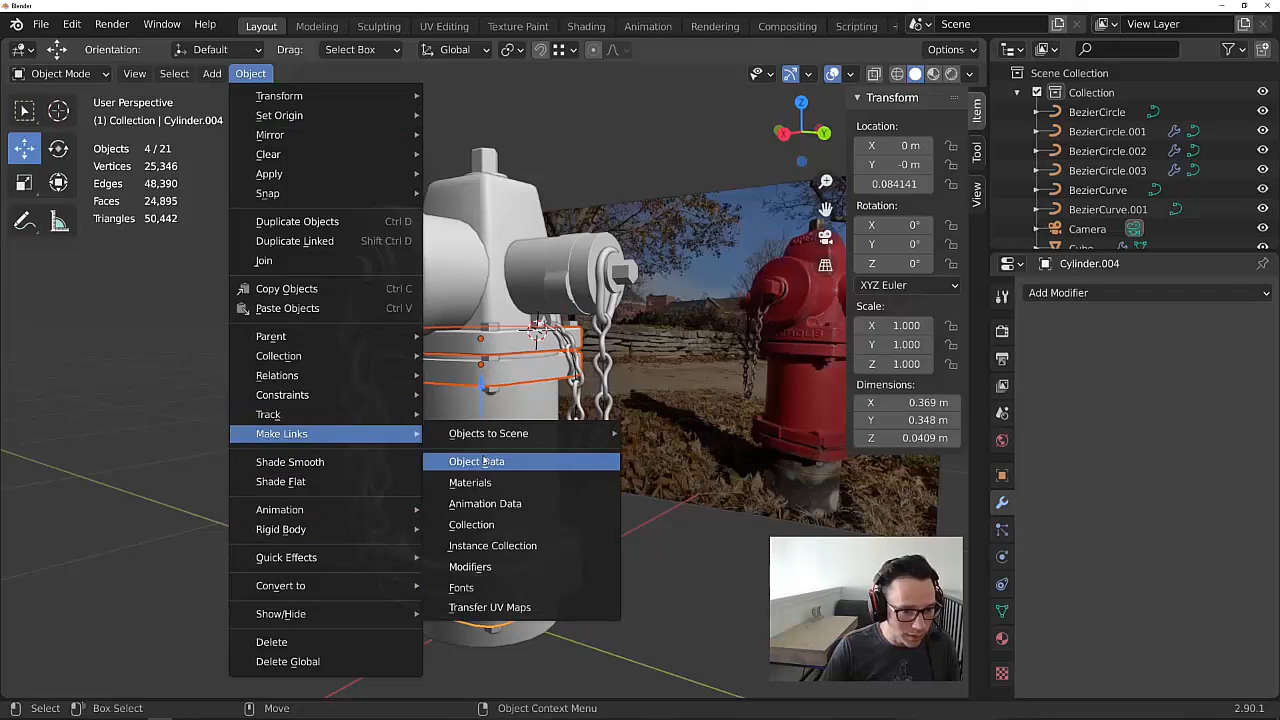 Blender
File Edit Render Window Help
Layout Modeling Sculpting UV Editing Texture Paint Shading Animation Rendering Compositing Scripting
Scene View Layer
Orientation: Default Drag: Select Box Global Options
Object Mode View Select Add Object
User Perspective
(1) Collection | Cylinder.004
Objects 4 / 21
Vertices 25,346
Edges 48,390
Faces 24,895
Triangles 50,442
Transform
Set Origin
Mirror
Clear
Apply
Snap
Duplicate Objects Ctrl D
Duplicate Linked Shift Ctrl D
Join
Copy Objects Ctrl C
Paste Objects Ctrl V
Parent
Collection
Relations
Constraints
Track
Make Links
Shade Smooth
Shade Flat
Animation
Rigid Body
Quick Effects
Convert to
Show/Hide
Delete
Delete Global
Objects to Scene
Object Data
Materials
Animation Data
Collection
Instance Collection
Modifiers
Fonts
Transfer UV Maps
X
Y
Z
Transform
Location:
X 0 m
Y -0 m
0.084141
Rotation:
X 0°
Y 0°
Z 0°
XYZ Euler
Scale:
X 1.000
Y 1.000
Z 1.000
Dimensions:
X 0.369 m
Y 0.348 m
Z 0.0409 m
Item
Tool
View
Scene Collection
Collection
BezierCircle
BezierCircle.001
BezierCircle.002
BezierCircle.003
BezierCurve
BezierCurve.001
Camera
Cube
Cylinder.004
Add Modifier
Select Box Select Move Object Context Menu 2.90.1